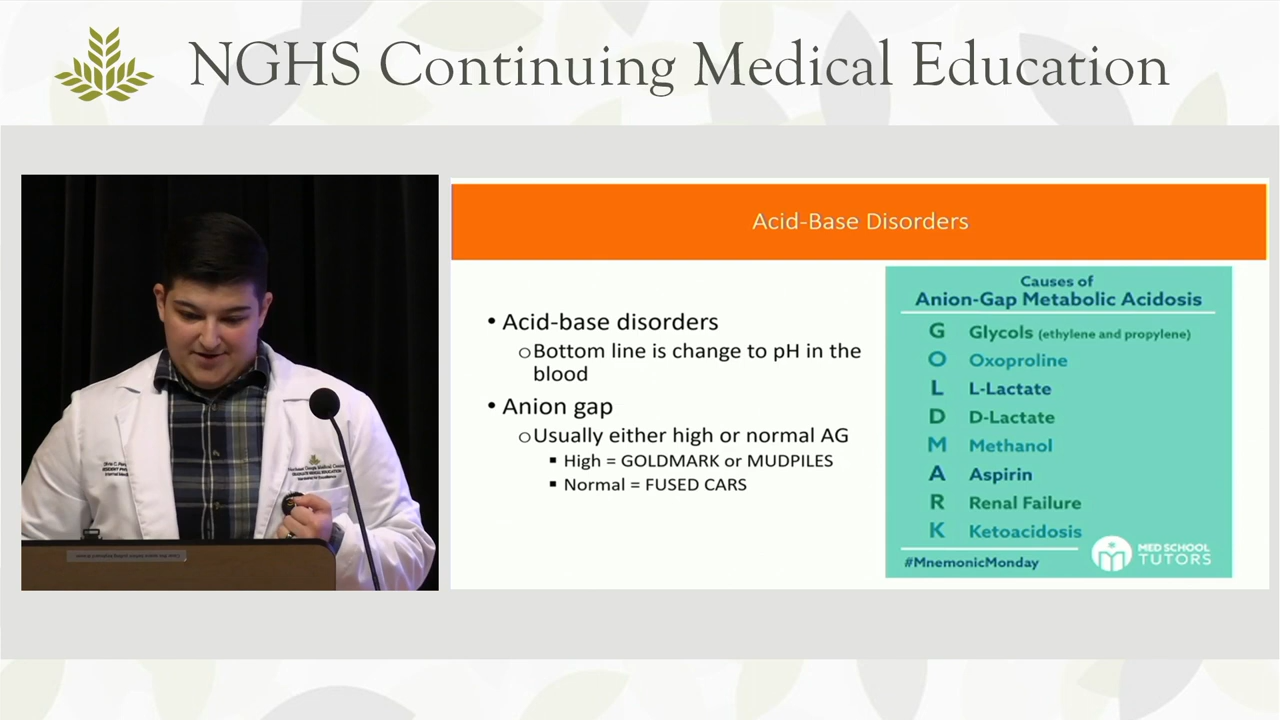 NGHS Continuing Medical Education
Acid-Base Disorders
• Acid-base disorders
oBottom line is change to pH in the
blood
• Anion gap
oUsually either high or normal AG
▪ High = GOLDMARK or MUDPILES
▪ Normal = FUSED CARS
Causes of
Anion-Gap Metabolic Acidosis
G Glycols (ethylene and propylene)
O Oxoproline
L L-Lactate
D D-Lactate
M Methanol
A Aspirin
R Renal Failure
K Ketoacidosis
#MnemonicMonday
MED SCHOOL
TUTORS